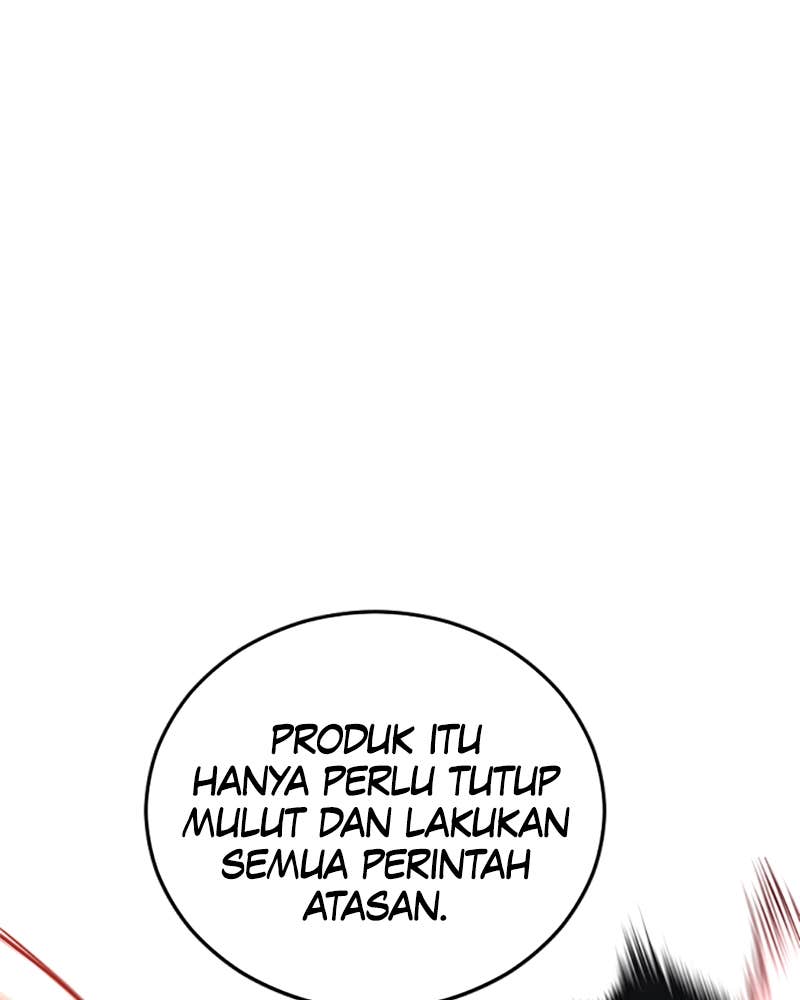 PRODUK ITU
HANYA PERLU TUTUP
MULUT DAN LAKUKAN
SEMUA PERINTAH
ATASAN.